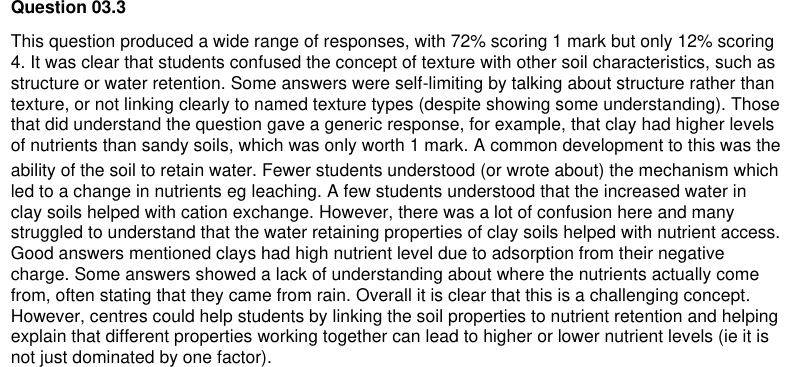 Question 03.3
This question produced a wide range of responses, with 72% scoring 1 mark but only 12% scoring
4. It was clear that students confused the concept of texture with other soil characteristics, such as
structure or water retention. Some answers were self-limiting by talking about structure rather than
texture, or not linking clearly to named texture types (despite showing some understanding). Those
that did understand the question gave a generic response, for example, that clay had higher levels
of nutrients than sandy soils, which was only worth 1 mark. A common development to this was the
ability of the soil to retain water. Fewer students understood (or wrote about) the mechanism which
led to a change in nutrients eg leaching. A few students understood that the increased water in
clay soils helped with cation exchange. However, there was a lot of confusion here and many
struggled to understand that the water retaining properties of clay soils helped with nutrient access.
Good answers mentioned clays had high nutrient level due to adsorption from their negative
charge. Some answers showed a lack of understanding about where the nutrients actually come
from, often stating that they came from rain. Overall it is clear that this is a challenging concept.
However, centres could help students by linking the soil properties to nutrient retention and helping
explain that different properties working together can lead to higher or lower nutrient levels (ie it is
not just dominated by one factor).